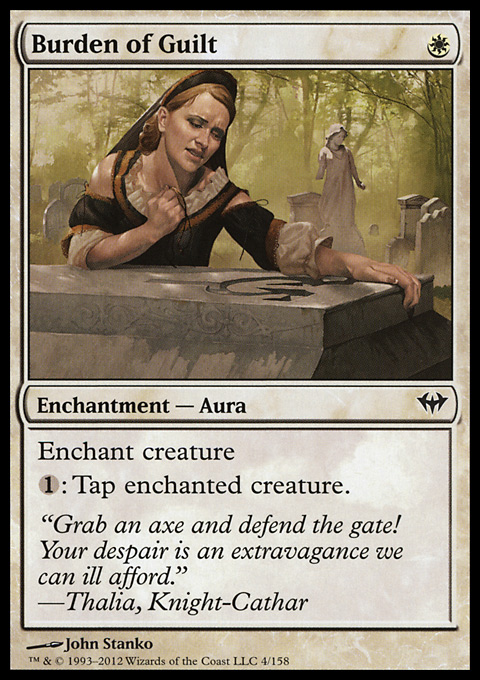 Burden of Guilt
Enchantment — Aura
Enchant creature
1: Tap enchanted creature.
“Grab an axe and defend the gate!
Your despair is an extravagance we
can ill afford.”
—Thalia, Knight-Cathar
John Stanko
™ & © 1993–2012 Wizards of the Coast LLC 4/158